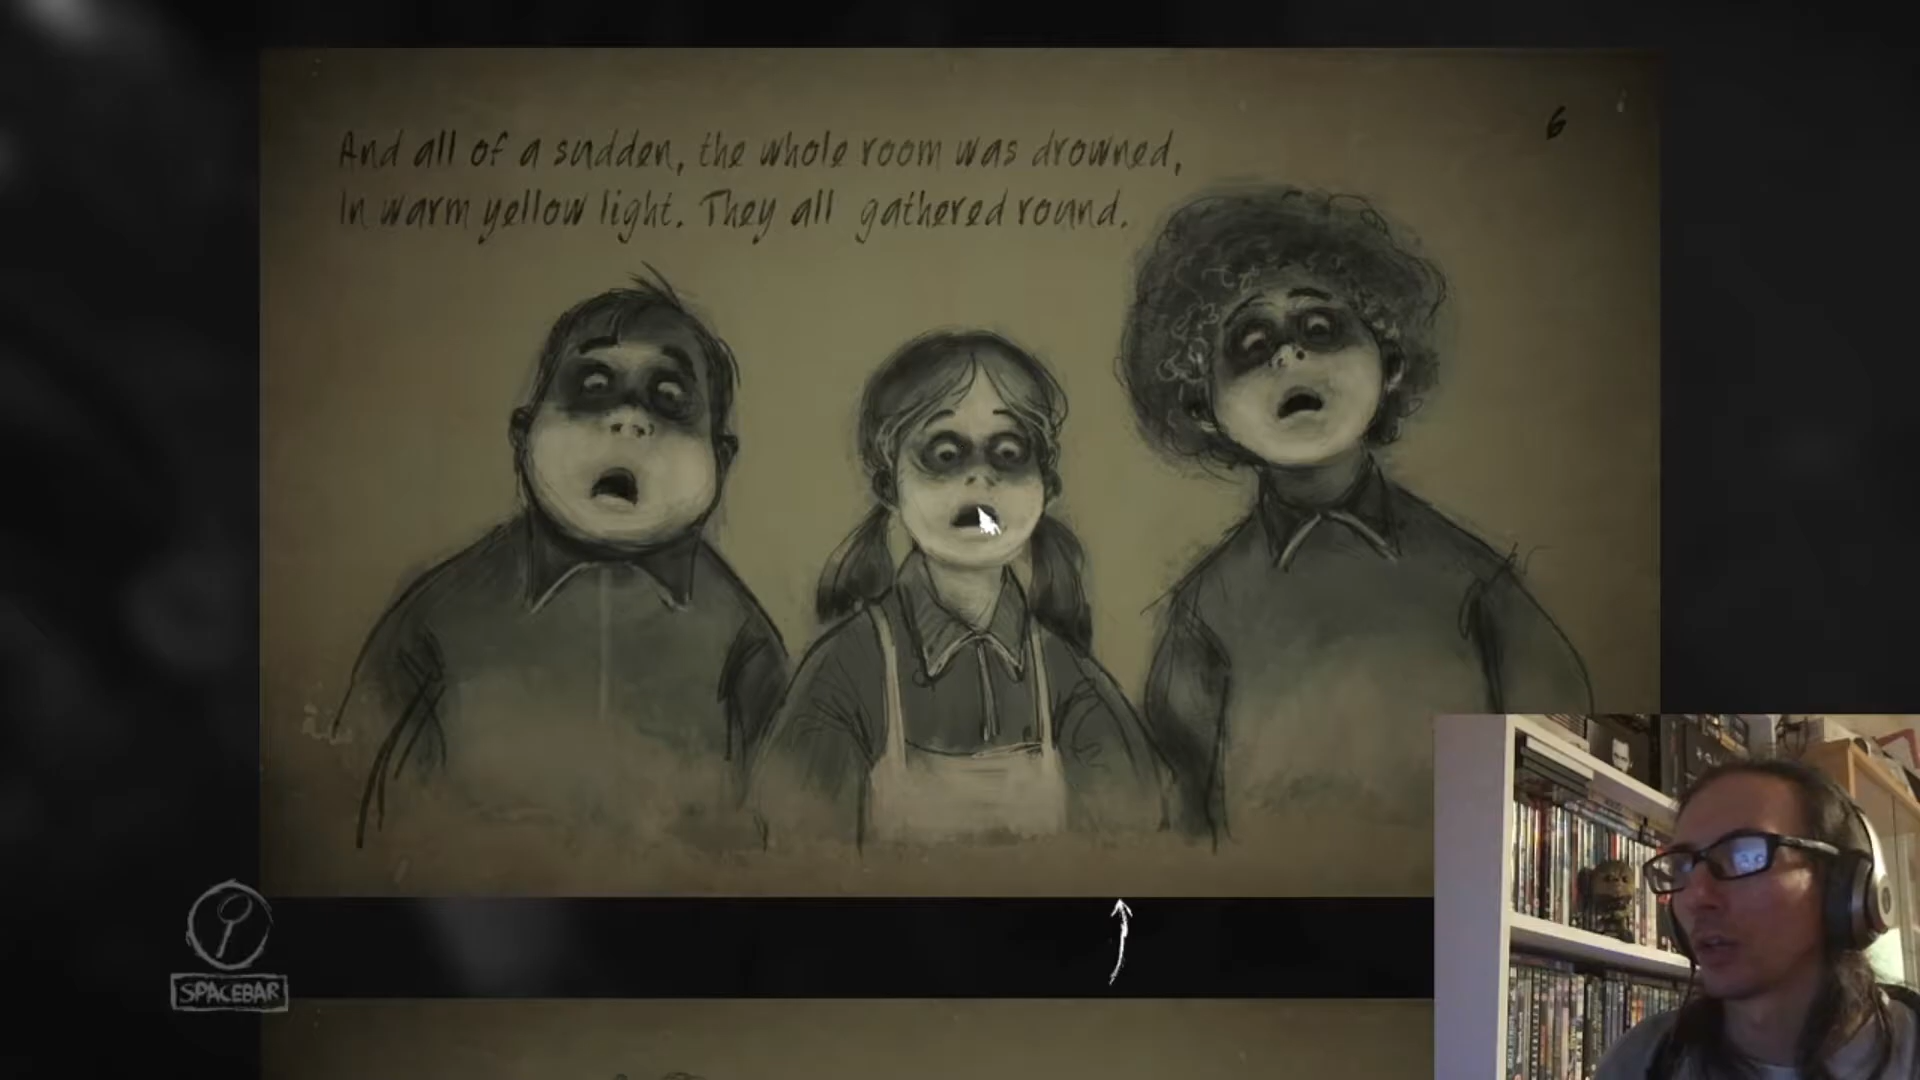 6
And all of a sudden, the whole room was drowned,
In warm yellow light. They all gathered round.
SPACEBAR